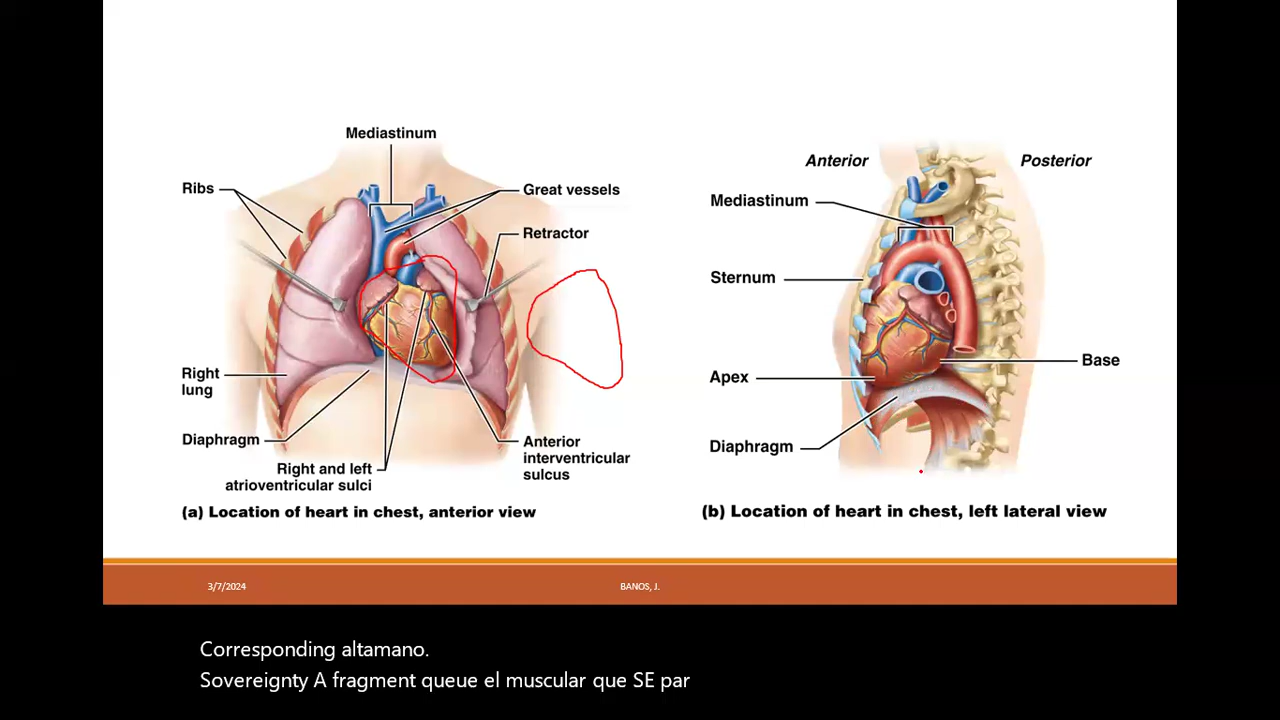 Mediastinum
Ribs
Great vessels
Retractor
Right
lung
Diaphragm
Right and left
atrioventricular sulci
Anterior
interventricular
sulcus
(a) Location of heart in chest, anterior view
Anterior
Posterior
Mediastinum
Sternum
Apex
Base
Diaphragm
(b) Location of heart in chest, left lateral view
3/7/2024
BANOS, J.
Corresponding altamano.
Sovereignty A fragment queue el muscular que SE par